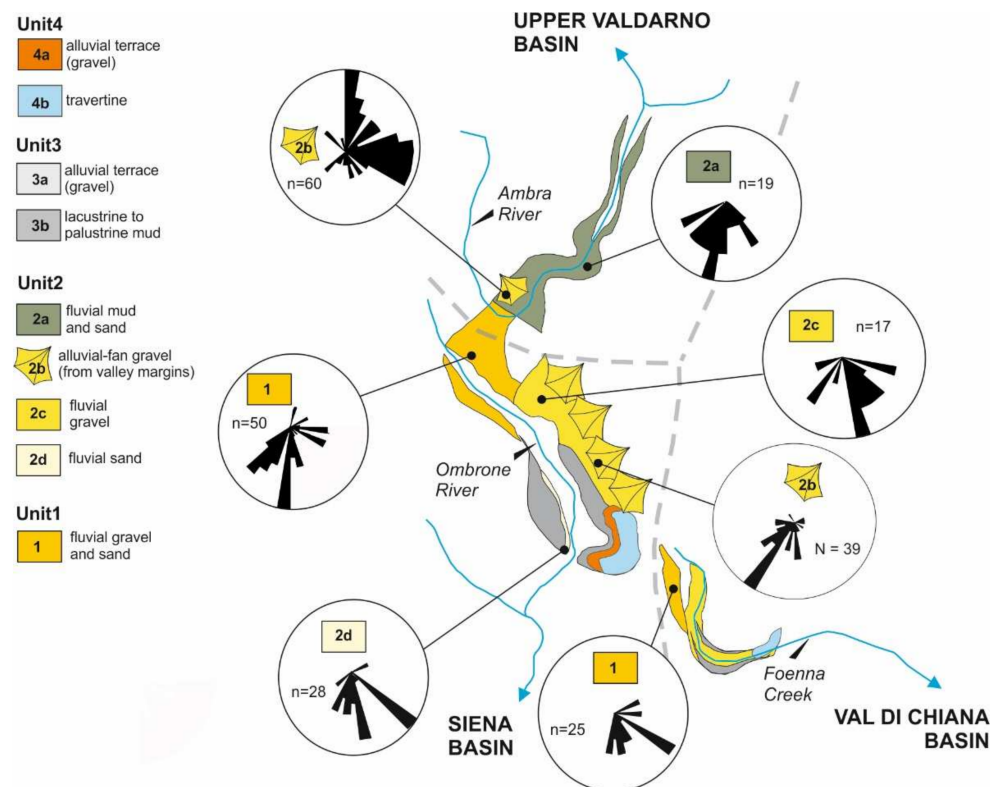 Unit4
4a
alluvial terrace
(gravel)
4b
travertine
Unit3
3a
alluvial terrace
(gravel)
3b
lacustrine to
palustrine mud
Unit2
2a
fluvial mud
and sand
2b
alluvial-fan gravel
(from valley margins)
2c
fluvial
gravel
2d
fluvial sand
Unit1
1
fluvial gravel
and sand
UPPER VALDARNO
BASIN
2b
n=60
Ambra
River
2a
n=19
2c
n=17
1
n=50
Ombrone
River
2b
N = 39
2d
n=28
1
n=25
Foenna
Creek
SIENA
BASIN
VAL DI CHIANA
BASIN